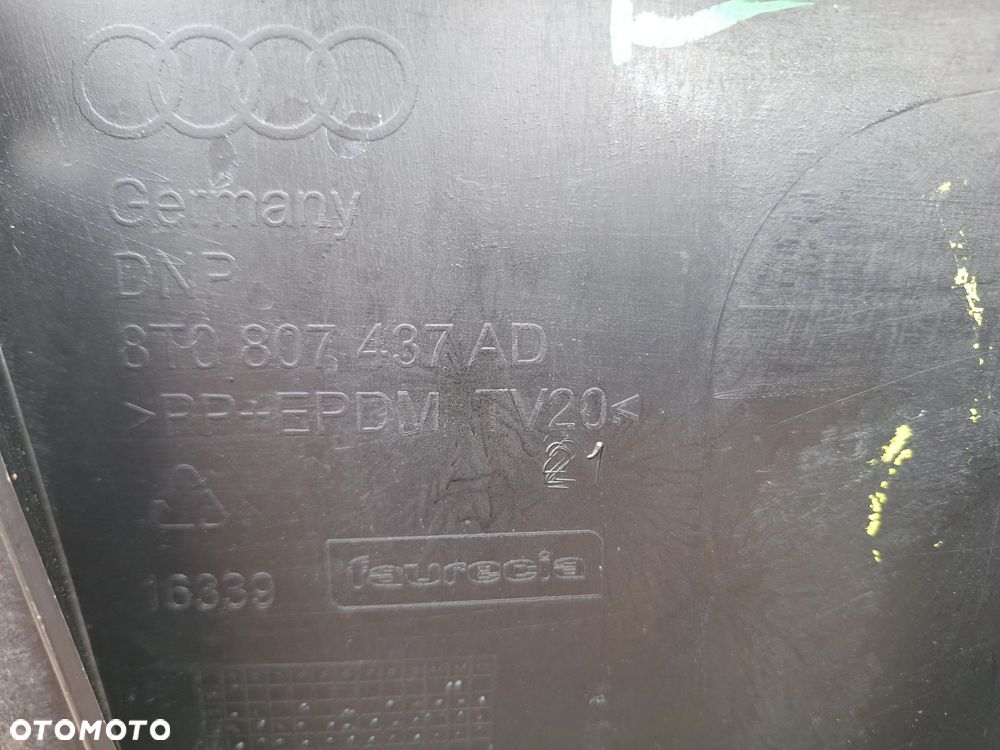 Germany
DNP
8T0 807 437 AD
>PP+EPDM TV20<
21
faurecia
16339
OTOMOTO